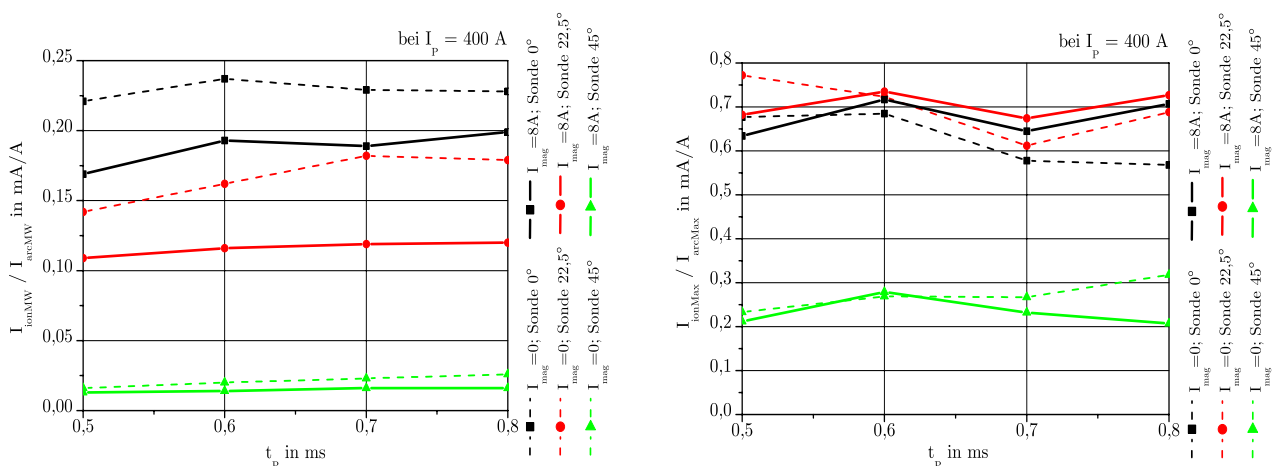 bei I_P = 400 A
0,25
0,20
0,15
0,10
0,05
0,00
I_ionMW / I_arcMW in mA/A
0,5 0,6 0,7 0,8
t_P in ms
I_mag=0; Sonde 0°
I_mag=8A; Sonde 0°
I_mag=0; Sonde 22,5°
I_mag=8A; Sonde 22,5°
I_mag=0; Sonde 45°
I_mag=8A; Sonde 45°
bei I_P = 400 A
0,8
0,7
0,6
0,5
0,4
0,3
0,2
0,1
0,0
I_ionMax / I_arcMax in mA/A
0,5 0,6 0,7 0,8
t_P in ms
I_mag=0; Sonde 0°
I_mag=8A; Sonde 0°
I_mag=0; Sonde 22,5°
I_mag=8A; Sonde 22,5°
I_mag=0; Sonde 45°
I_mag=8A; Sonde 45°